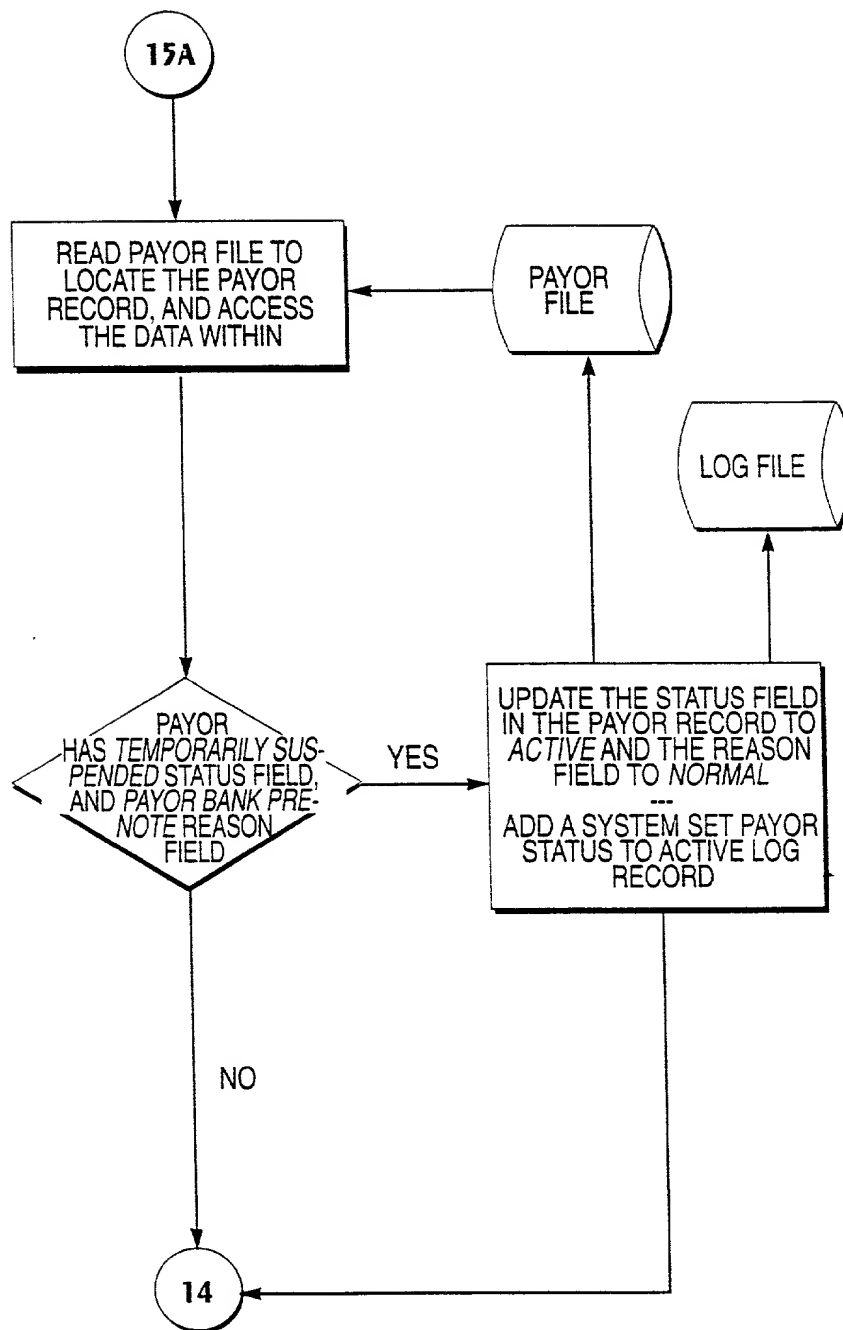 15A
READ PAYOR FILE TO
LOCATE THE PAYOR
RECORD, AND ACCESS
THE DATA WITHIN
PAYOR
FILE
LOG FILE
PAYOR
HAS TEMPORARILY SUS-
PENDED STATUS FIELD,
AND PAYOR BANK PRE-
NOTE REASON
FIELD
YES
UPDATE THE STATUS FIELD
IN THE PAYOR RECORD TO
ACTIVE AND THE REASON
FIELD TO NORMAL
---
ADD A SYSTEM SET PAYOR
STATUS TO ACTIVE LOG
RECORD
NO
14